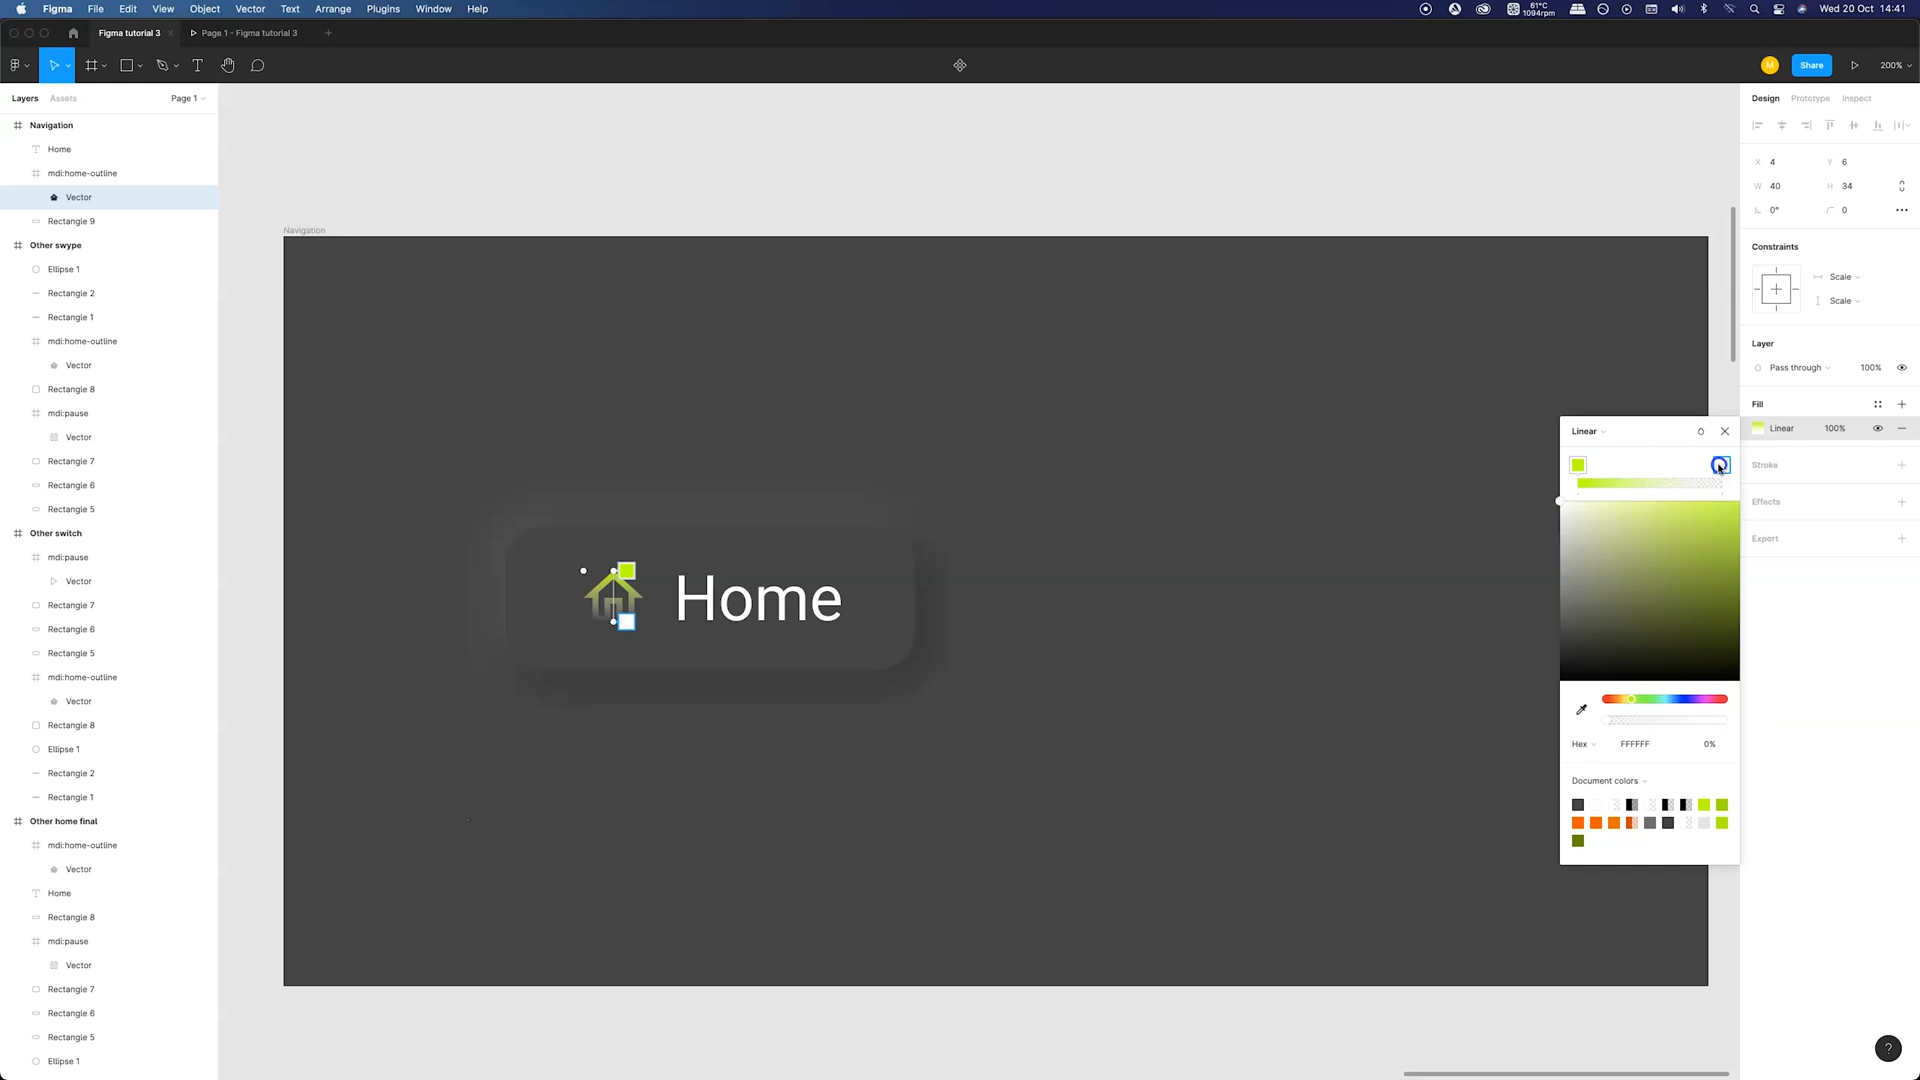 Figma File Edit View Object Vector Text Arrange Plugins Window Help
61°C
1094rpm
Wed 20 Oct 14:41
Figma tutorial 3
Page 1 - Figma tutorial 3
Share
200%
M
Layers Assets Page 1
Navigation
Home
mdi:home-outline
Vector
Rectangle 9
Other swype
Ellipse 1
Rectangle 2
Rectangle 1
mdi:home-outline
Vector
Rectangle 8
mdi:pause
Vector
Rectangle 7
Rectangle 6
Rectangle 5
Other switch
mdi:pause
Vector
Rectangle 7
Rectangle 6
Rectangle 5
mdi:home-outline
Vector
Rectangle 8
Ellipse 1
Rectangle 2
Rectangle 1
Other home final
mdi:home-outline
Vector
Home
Rectangle 8
mdi:pause
Vector
Rectangle 7
Rectangle 6
Rectangle 5
Ellipse 1
Navigation
Home
Linear
Hex FFFFFF 0%
Document colors
Design Prototype Inspect
X 4 Y 6
W 40 H 34
0° 0
Constraints
Scale
Scale
Layer
Pass through 100%
Fill
Linear 100%
Stroke
Effects
Export
?